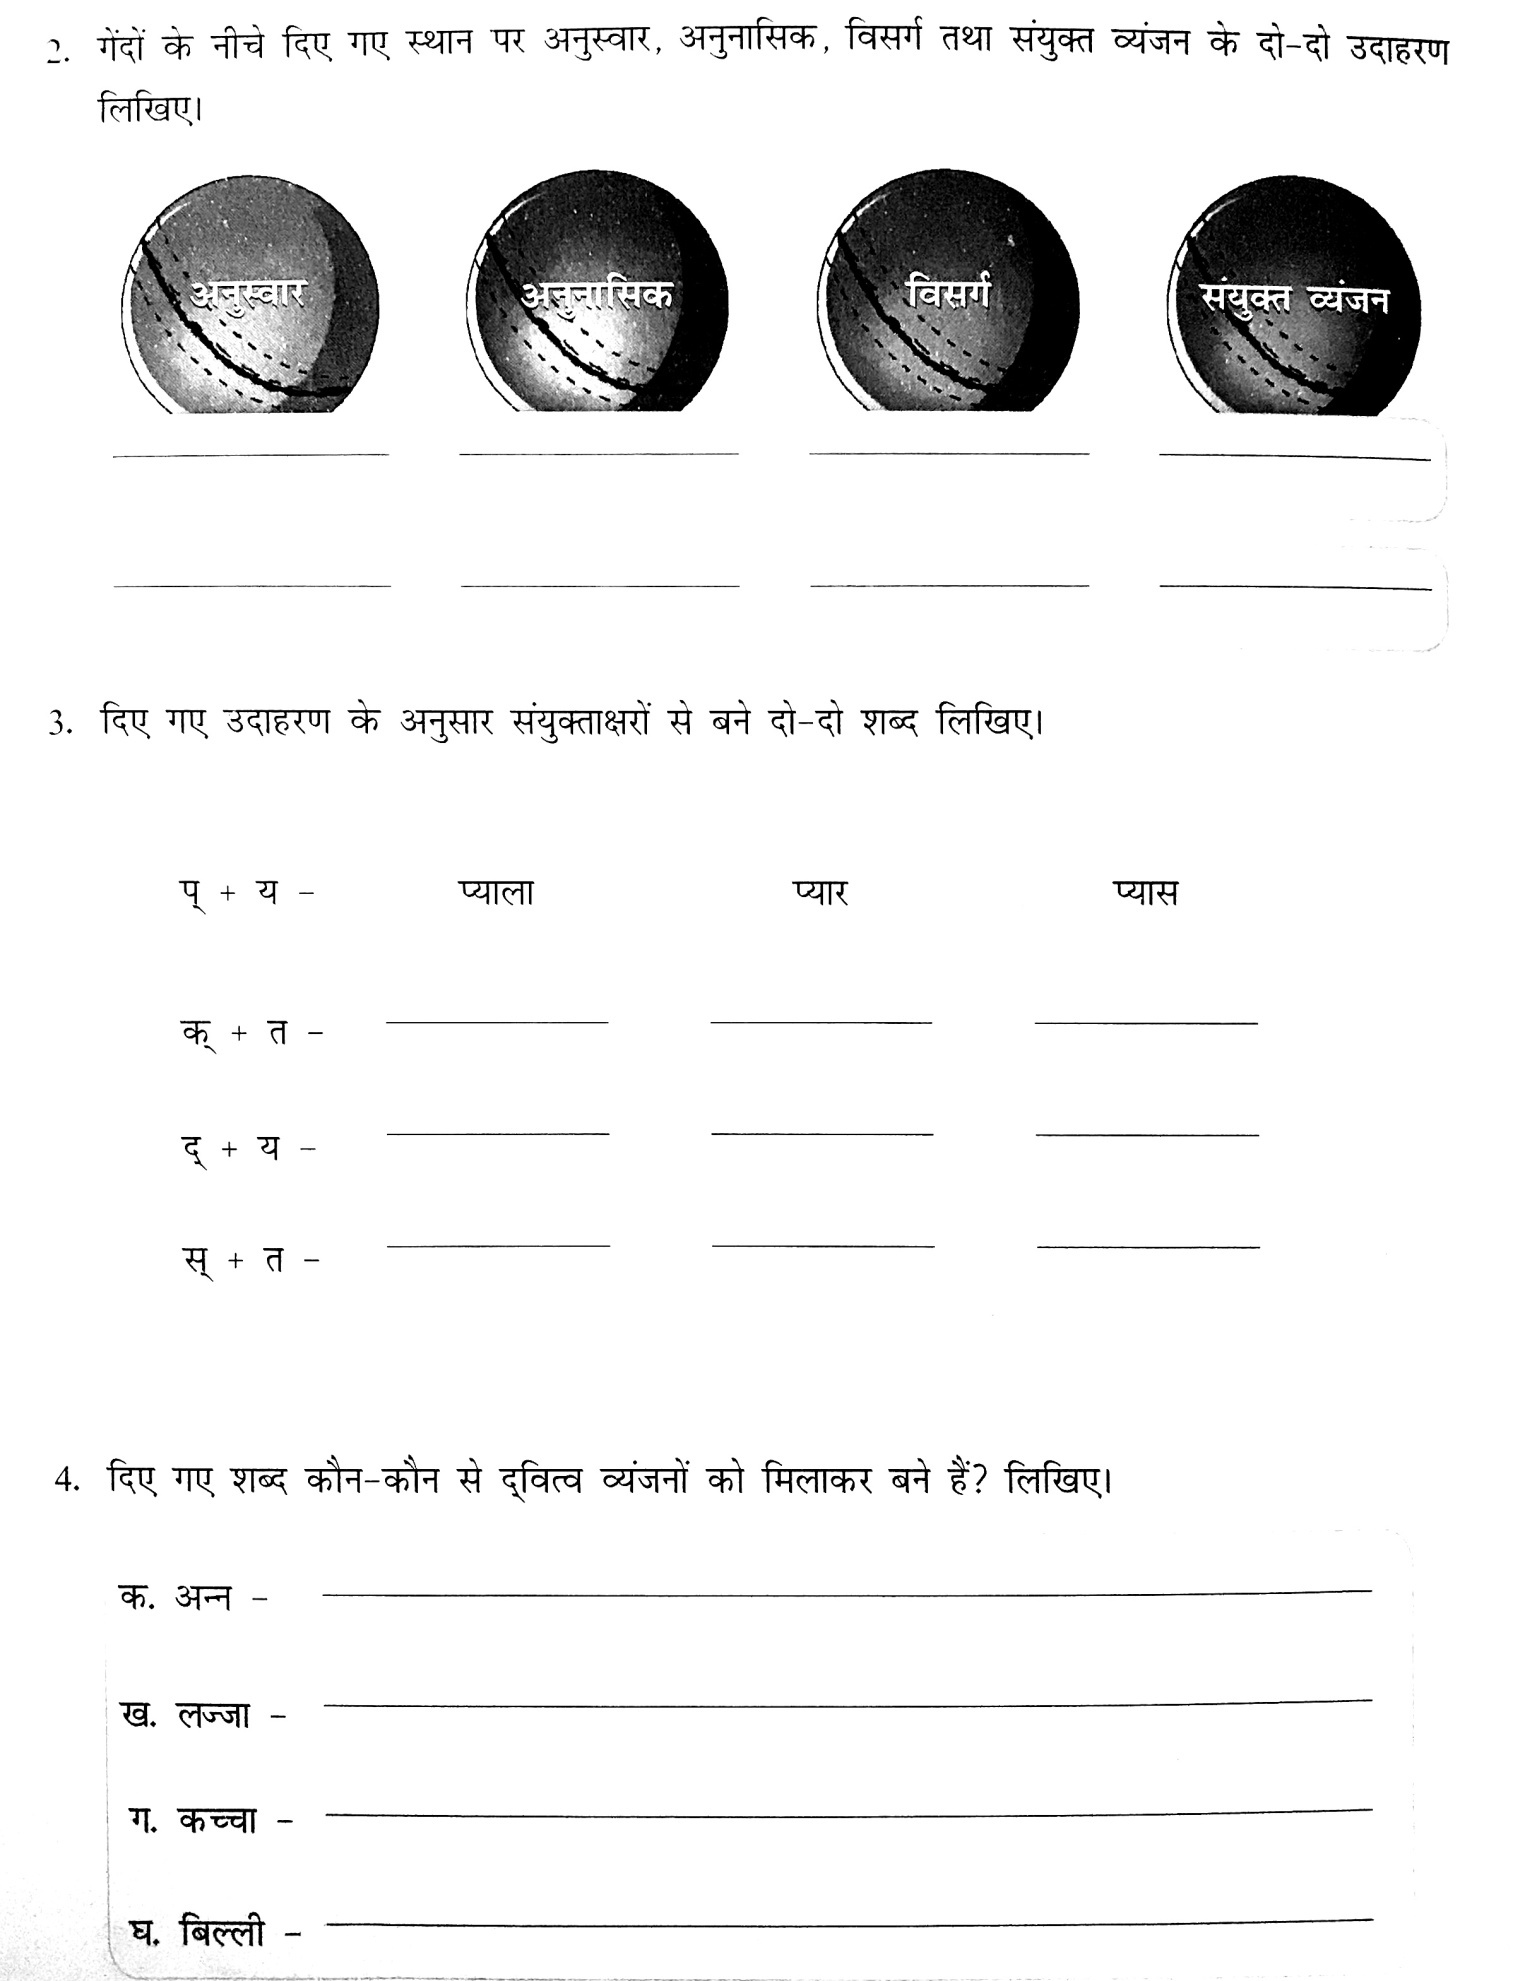 2. गेंदों के नीचे दिए गए स्थान पर अनुस्वार, अनुनासिक, विसर्ग तथा संयुक्त व्यंजन के दो-दो उदाहरण
लिखिए।
अनुस्वार अनुनासिक विसर्ग संयुक्त व्यंजन
3. दिए गए उदाहरण के अनुसार संयुक्ताक्षरों से बने दो-दो शब्द लिखिए।
प् + य - प्याला प्यार प्यास
क् + त -
द् + य -
स् + त -
4. दिए गए शब्द कौन-कौन से द्‌वित्व व्यंजनों को मिलाकर बने हैं? लिखिए।
क. अन्न -
ख. लज्जा -
ग. कच्चा -
घ. बिल्ली -